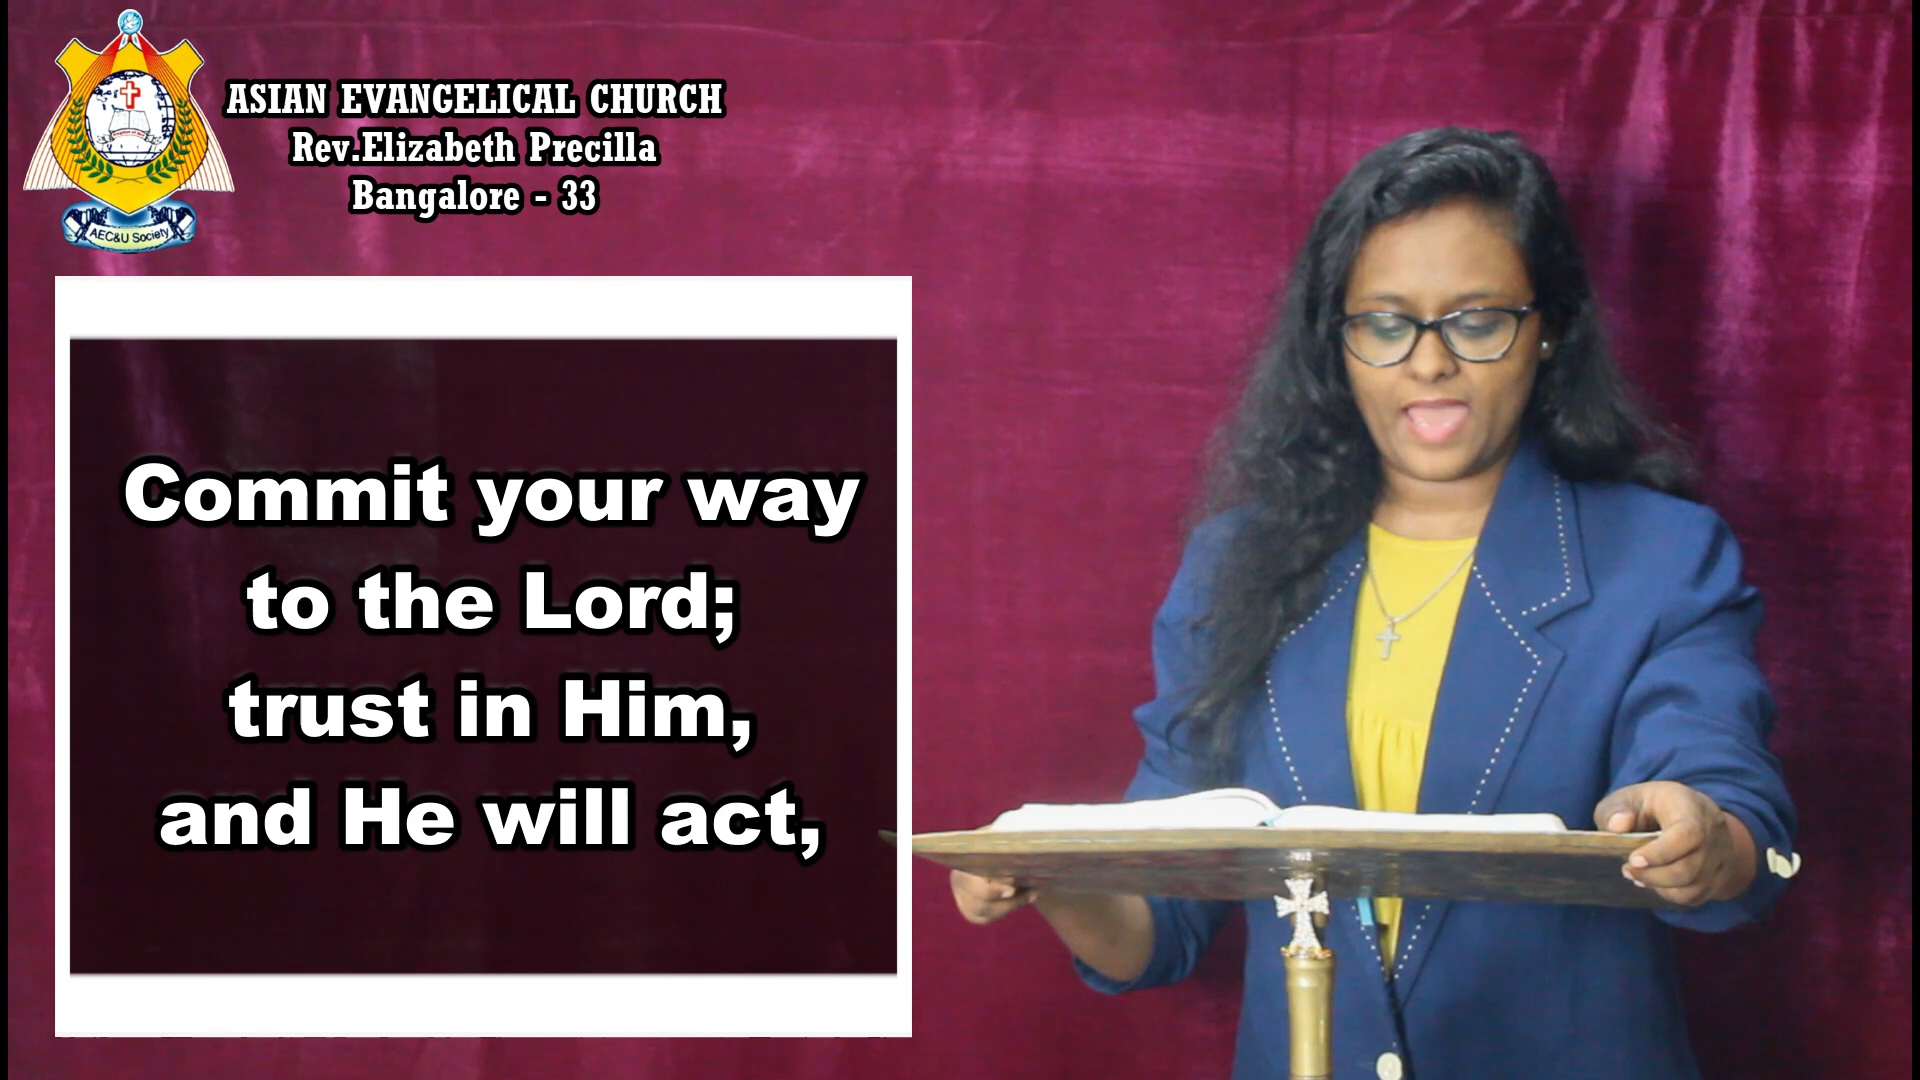 ASIAN EVANGELICAL CHURCH
Rev.Elizabeth Precilla
Bangalore - 33
AEC&U Society
Commit your way
to the Lord;
trust in Him,
and He will act,